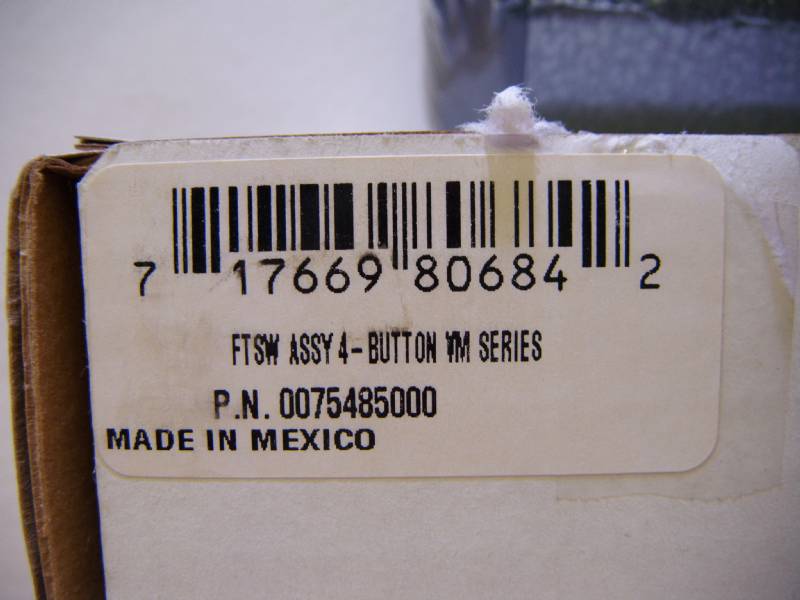 7 17669 80684 2
FTSW ASSY 4-BUTTON VM SERIES
P.N. 0075485000
MADE IN MEXICO